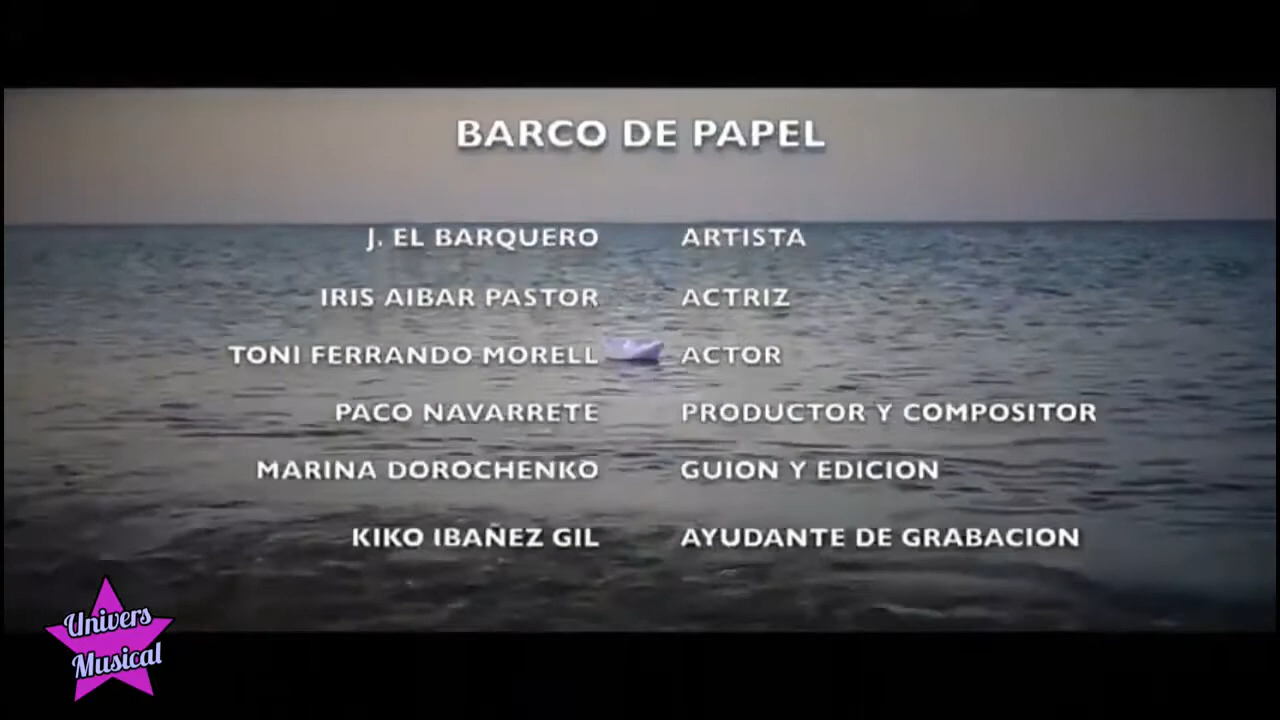 BARCO DE PAPEL
J. EL BARQUERO ARTISTA
IRIS AIBAR PASTOR ACTRIZ
TONI FERRANDO MORELL ACTOR
PACO NAVARRETE PRODUCTOR Y COMPOSITOR
MARINA DOROCHENKO GUION Y EDICION
KIKO IBAÑEZ GIL AYUDANTE DE GRABACION
Univers
Musical